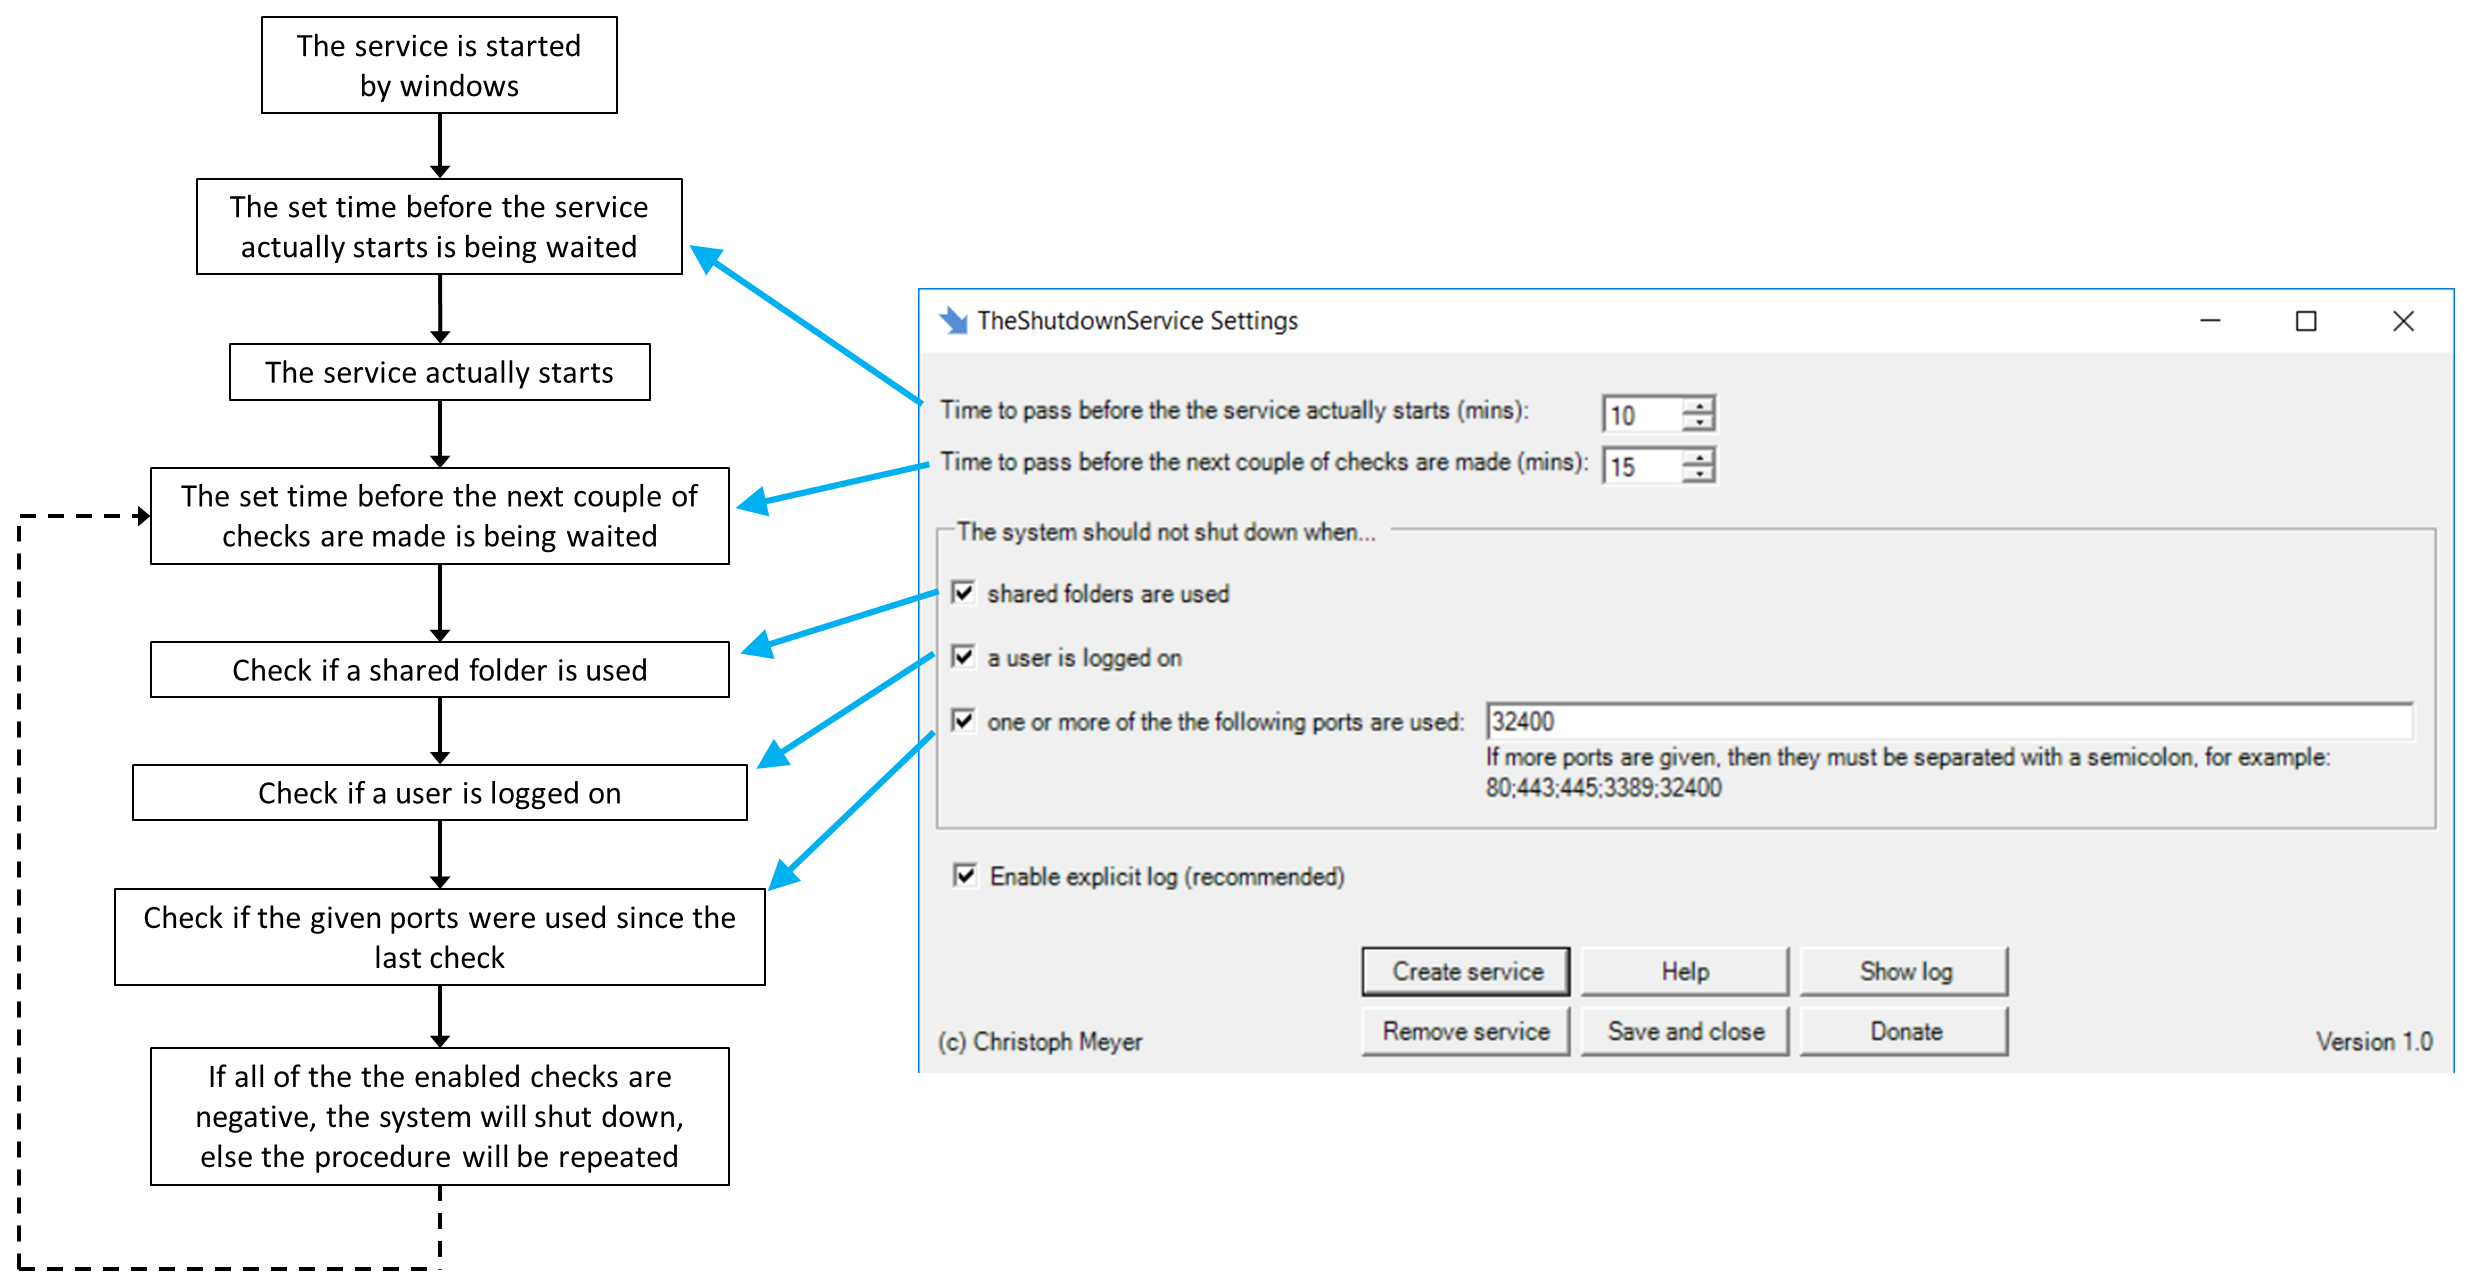 The service is started
by windows
The set time before the service
actually starts is being waited
The service actually starts
The set time before the next couple of
checks are made is being waited
Check if a shared folder is used
Check if a user is logged on
Check if the given ports were used since the
last check
If all of the the enabled checks are
negative, the system will shut down,
else the procedure will be repeated
TheShutdownService Settings
Time to pass before the the service actually starts (mins): 10
Time to pass before the next couple of checks are made (mins): 15
The system should not shut down when...
shared folders are used
a user is logged on
one or more of the the following ports are used: 32400
If more ports are given, then they must be separated with a semicolon, for example:
80;443;445;3389;32400
Enable explicit log (recommended)
Create service Help Show log
Remove service Save and close Donate
(c) Christoph Meyer
Version 1.0